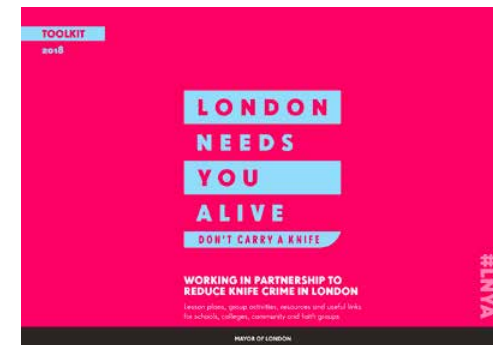 TOOLKIT
2018
LONDON
NEEDS
YOU
ALIVE
DON'T CARRY A KNIFE
WORKING IN PARTNERSHIP TO
REDUCE KNIFE CRIME IN LONDON
Lesson plans, group activities, resources and useful links
for schools, colleges, community and faith groups
#LNYA
MAYOR OF LONDON